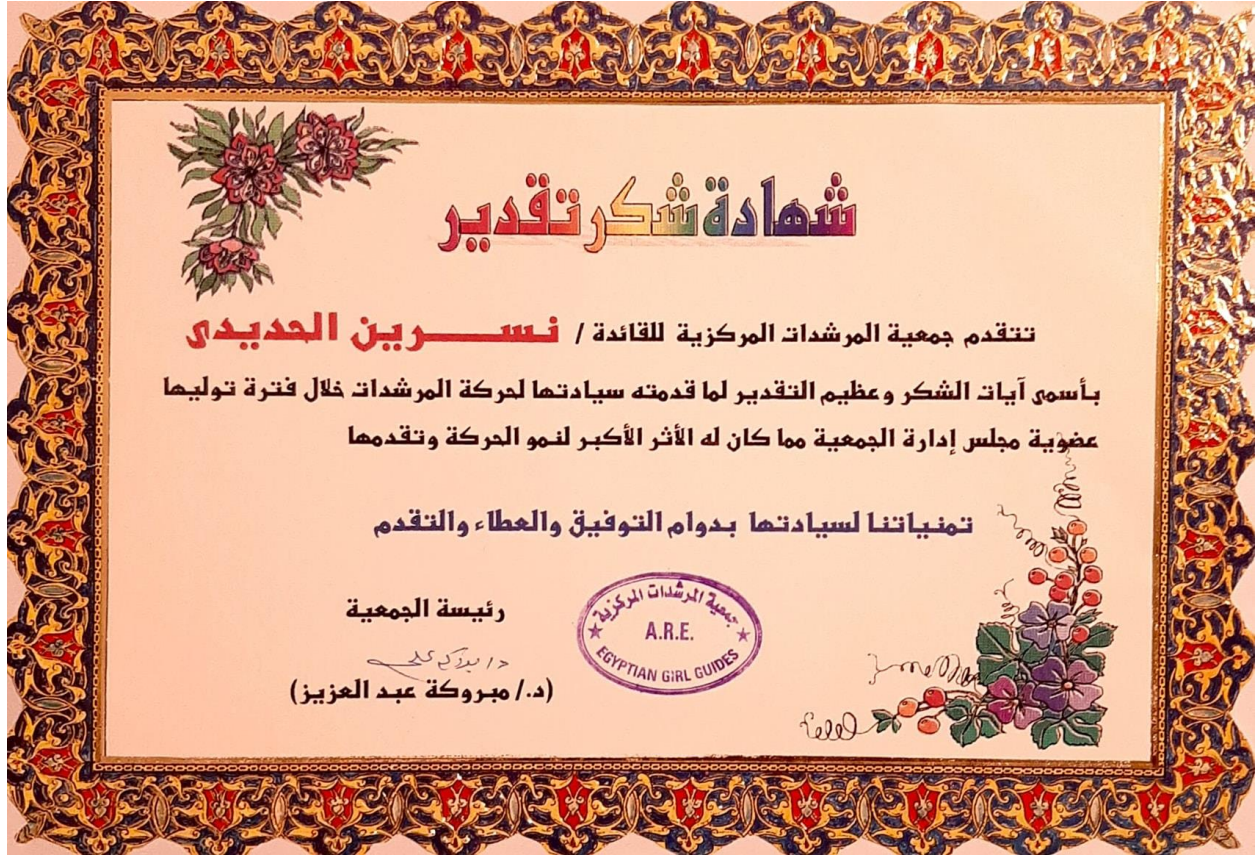 شهادة شكر تقدير
تتقدم جمعية المرشدات المركزية للقائدة / نســـرين الحديدى
بأسمى آيات الشكر وعظيم التقدير لما قدمته سيادتها لحركة المرشدات خلال فترة توليها
عضوية مجلس إدارة الجمعية مما كان له الأثر الأكبر لنمو الحركة وتقدمها
تمنياتنا لسيادتها بدوام التوفيق والعطاء والتقدم
جمعية المرشدات المركزية
A.R.E.
EGYPTIAN GIRL GUIDES
رئيسة الجمعية
(د./ مبروكة عبد العزيز)